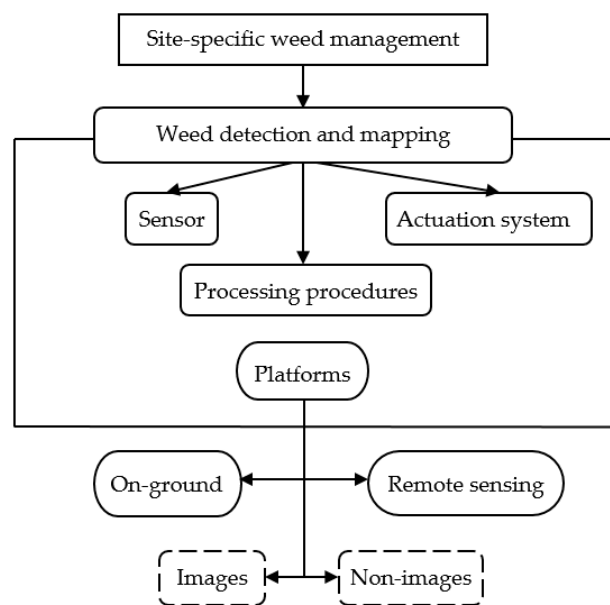 Site-specific weed management
Weed detection and mapping
Sensor
Actuation system
Processing procedures
Platforms
On-ground
Remote sensing
Images
Non-images